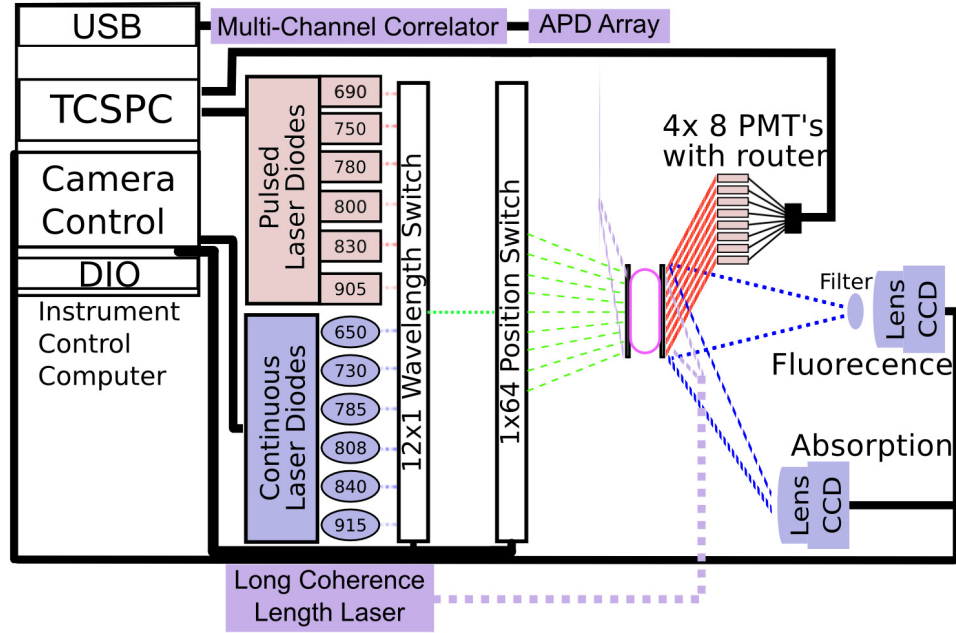 USB
Multi-Channel Correlator
APD Array
TCSPC
Camera
Control
DIO
Instrument
Control
Computer
Pulsed
Laser Diodes
690
750
780
800
830
905
Continuous
Laser Diodes
650
730
785
808
840
915
12x1 Wavelength Switch
1x64 Position Switch
4x 8 PMT's
with router
Filter
Lens
CCD
Fluorecence
Absorption
Lens
CCD
Long Coherence
Length Laser